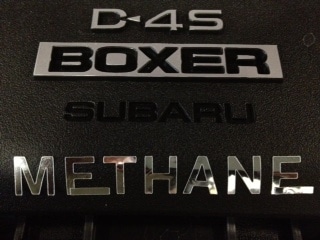 D-4S
BOXER
SUBARU
METHANE